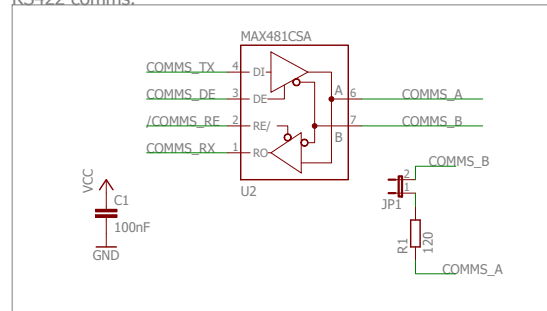 RS422 comms.
MAX481CSA
COMMS_TX 4 DI
COMMS_DE 3 DE A 6 COMMS_A
/COMMS_RE 2 RE/ B 7 COMMS_B
COMMS_RX 1 RO
U2
VCC
C1
100nF
GND
COMMS_B
2
1
JP1
R1
120
COMMS_A